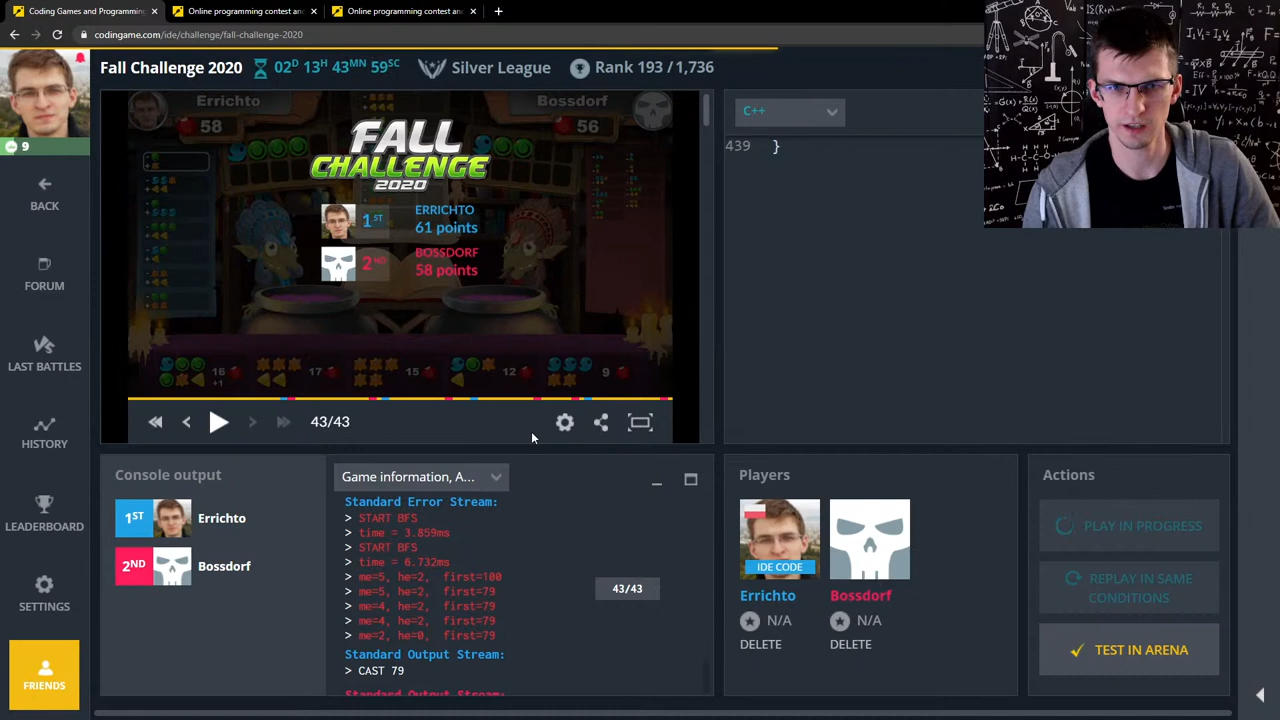 Coding Games and Programming
Online programming contest and
Online programming contest and
codingame.com/ide/challenge/fall-challenge-2020
Fall Challenge 2020
02D 13H 43MN 59SC
Silver League
Rank 193 / 1,736
9
BACK
FORUM
LAST BATTLES
HISTORY
LEADERBOARD
SETTINGS
FRIENDS
Errichto
58
Bossdorf
56
FALL
CHALLENGE
2020
1ST
ERRICHTO
61 points
2ND
BOSSDORF
58 points
16
+1
17
15
12
9
43/43
C++
439 }
Console output
1ST Errichto
2ND Bossdorf
Game information, A...
Standard Error Stream:
> START BFS
> time = 3.859ms
> START BFS
> time = 6.732ms
> me=5, he=2, first=100
> me=5, he=2, first=79
> me=4, he=2, first=79
> me=4, he=2, first=79
> me=2, he=0, first=79
Standard Output Stream:
> CAST 79
Standard Output Stream:
43/43
Players
IDE CODE
Errichto
N/A
DELETE
Bossdorf
N/A
DELETE
Actions
PLAY IN PROGRESS
REPLAY IN SAME
CONDITIONS
TEST IN ARENA